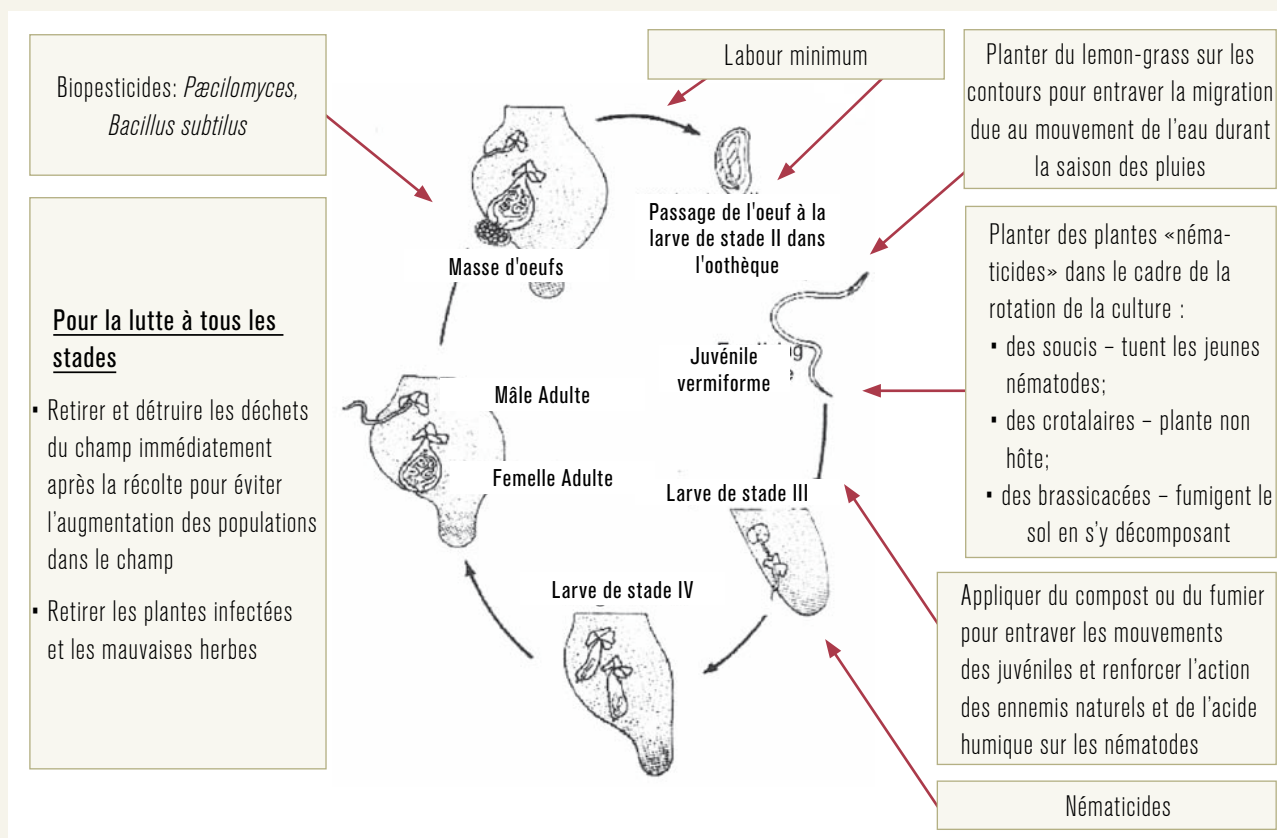 Biopesticides: Pæcilomyces,
Bacillus subtilus
Labour minimum
Planter du lemon-grass sur les
contours pour entraver la migration
due au mouvement de l'eau durant
la saison des pluies
Passage de l'oeuf à la
larve de stade II dans
l'oothèque
Masse d'oeufs
Pour la lutte à tous les
stades
▪ Retirer et détruire les déchets
du champ immédiatement
après la récolte pour éviter
l'augmentation des populations
dans le champ
▪ Retirer les plantes infectées
et les mauvaises herbes
Planter des plantes «néma-
ticides» dans le cadre de la
rotation de la culture :
▪ des soucis – tuent les jeunes
nématodes;
▪ des crotalaires – plante non
hôte;
▪ des brassicacées – fumigent le
sol en s'y décomposant
Juvénile
vermiforme
Mâle Adulte
Femelle Adulte
Larve de stade III
Larve de stade IV
Appliquer du compost ou du fumier
pour entraver les mouvements
des juvéniles et renforcer l'action
des ennemis naturels et de l'acide
humique sur les nématodes
Nématicides